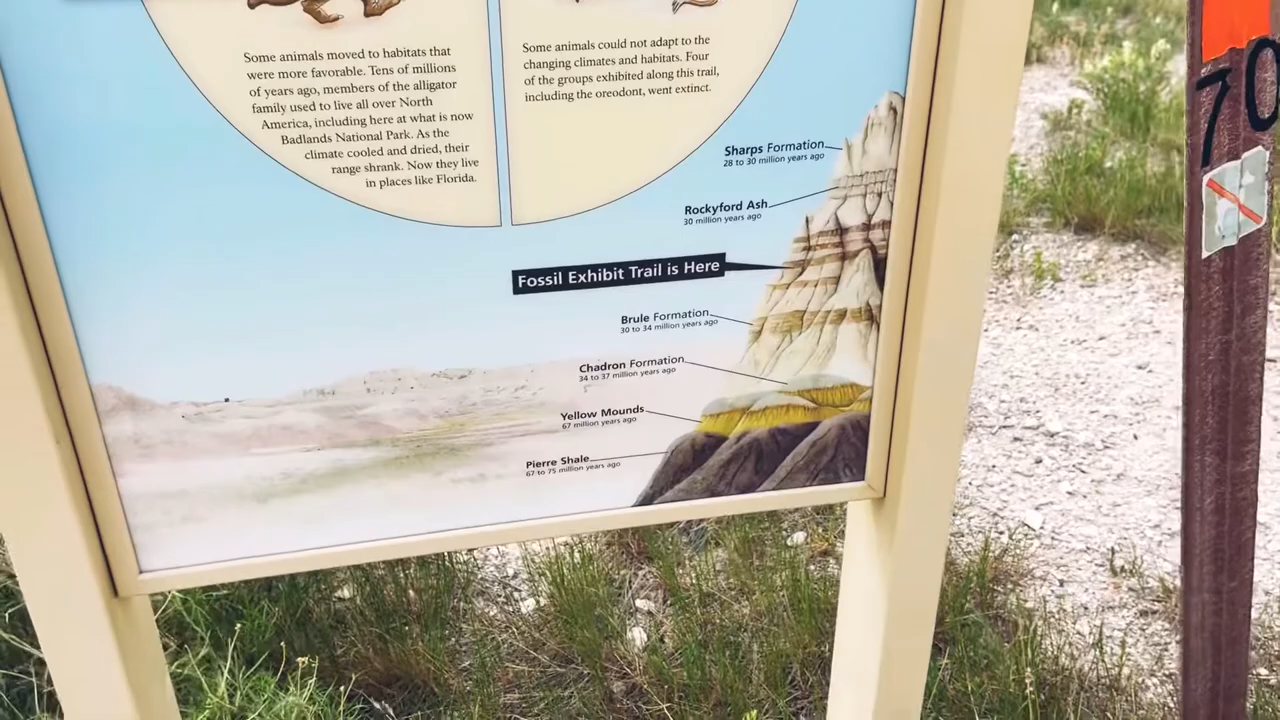 Some animals moved to habitats that
were more favorable. Tens of millions
of years ago, members of the alligator
family used to live all over North
America, including here at what is now
Badlands National Park. As the
climate cooled and dried, their
range shrank. Now they live
in places like Florida.
Some animals could not adapt to the
changing climates and habitats. Four
of the groups exhibited along this trail,
including the oreodont, went extinct.
Sharps Formation
28 to 30 million years ago
Rockyford Ash
30 million years ago
Fossil Exhibit Trail is Here
Brule Formation
30 to 34 million years ago
Chadron Formation
34 to 37 million years ago
Yellow Mounds
67 million years ago
Pierre Shale
67 to 75 million years ago
70